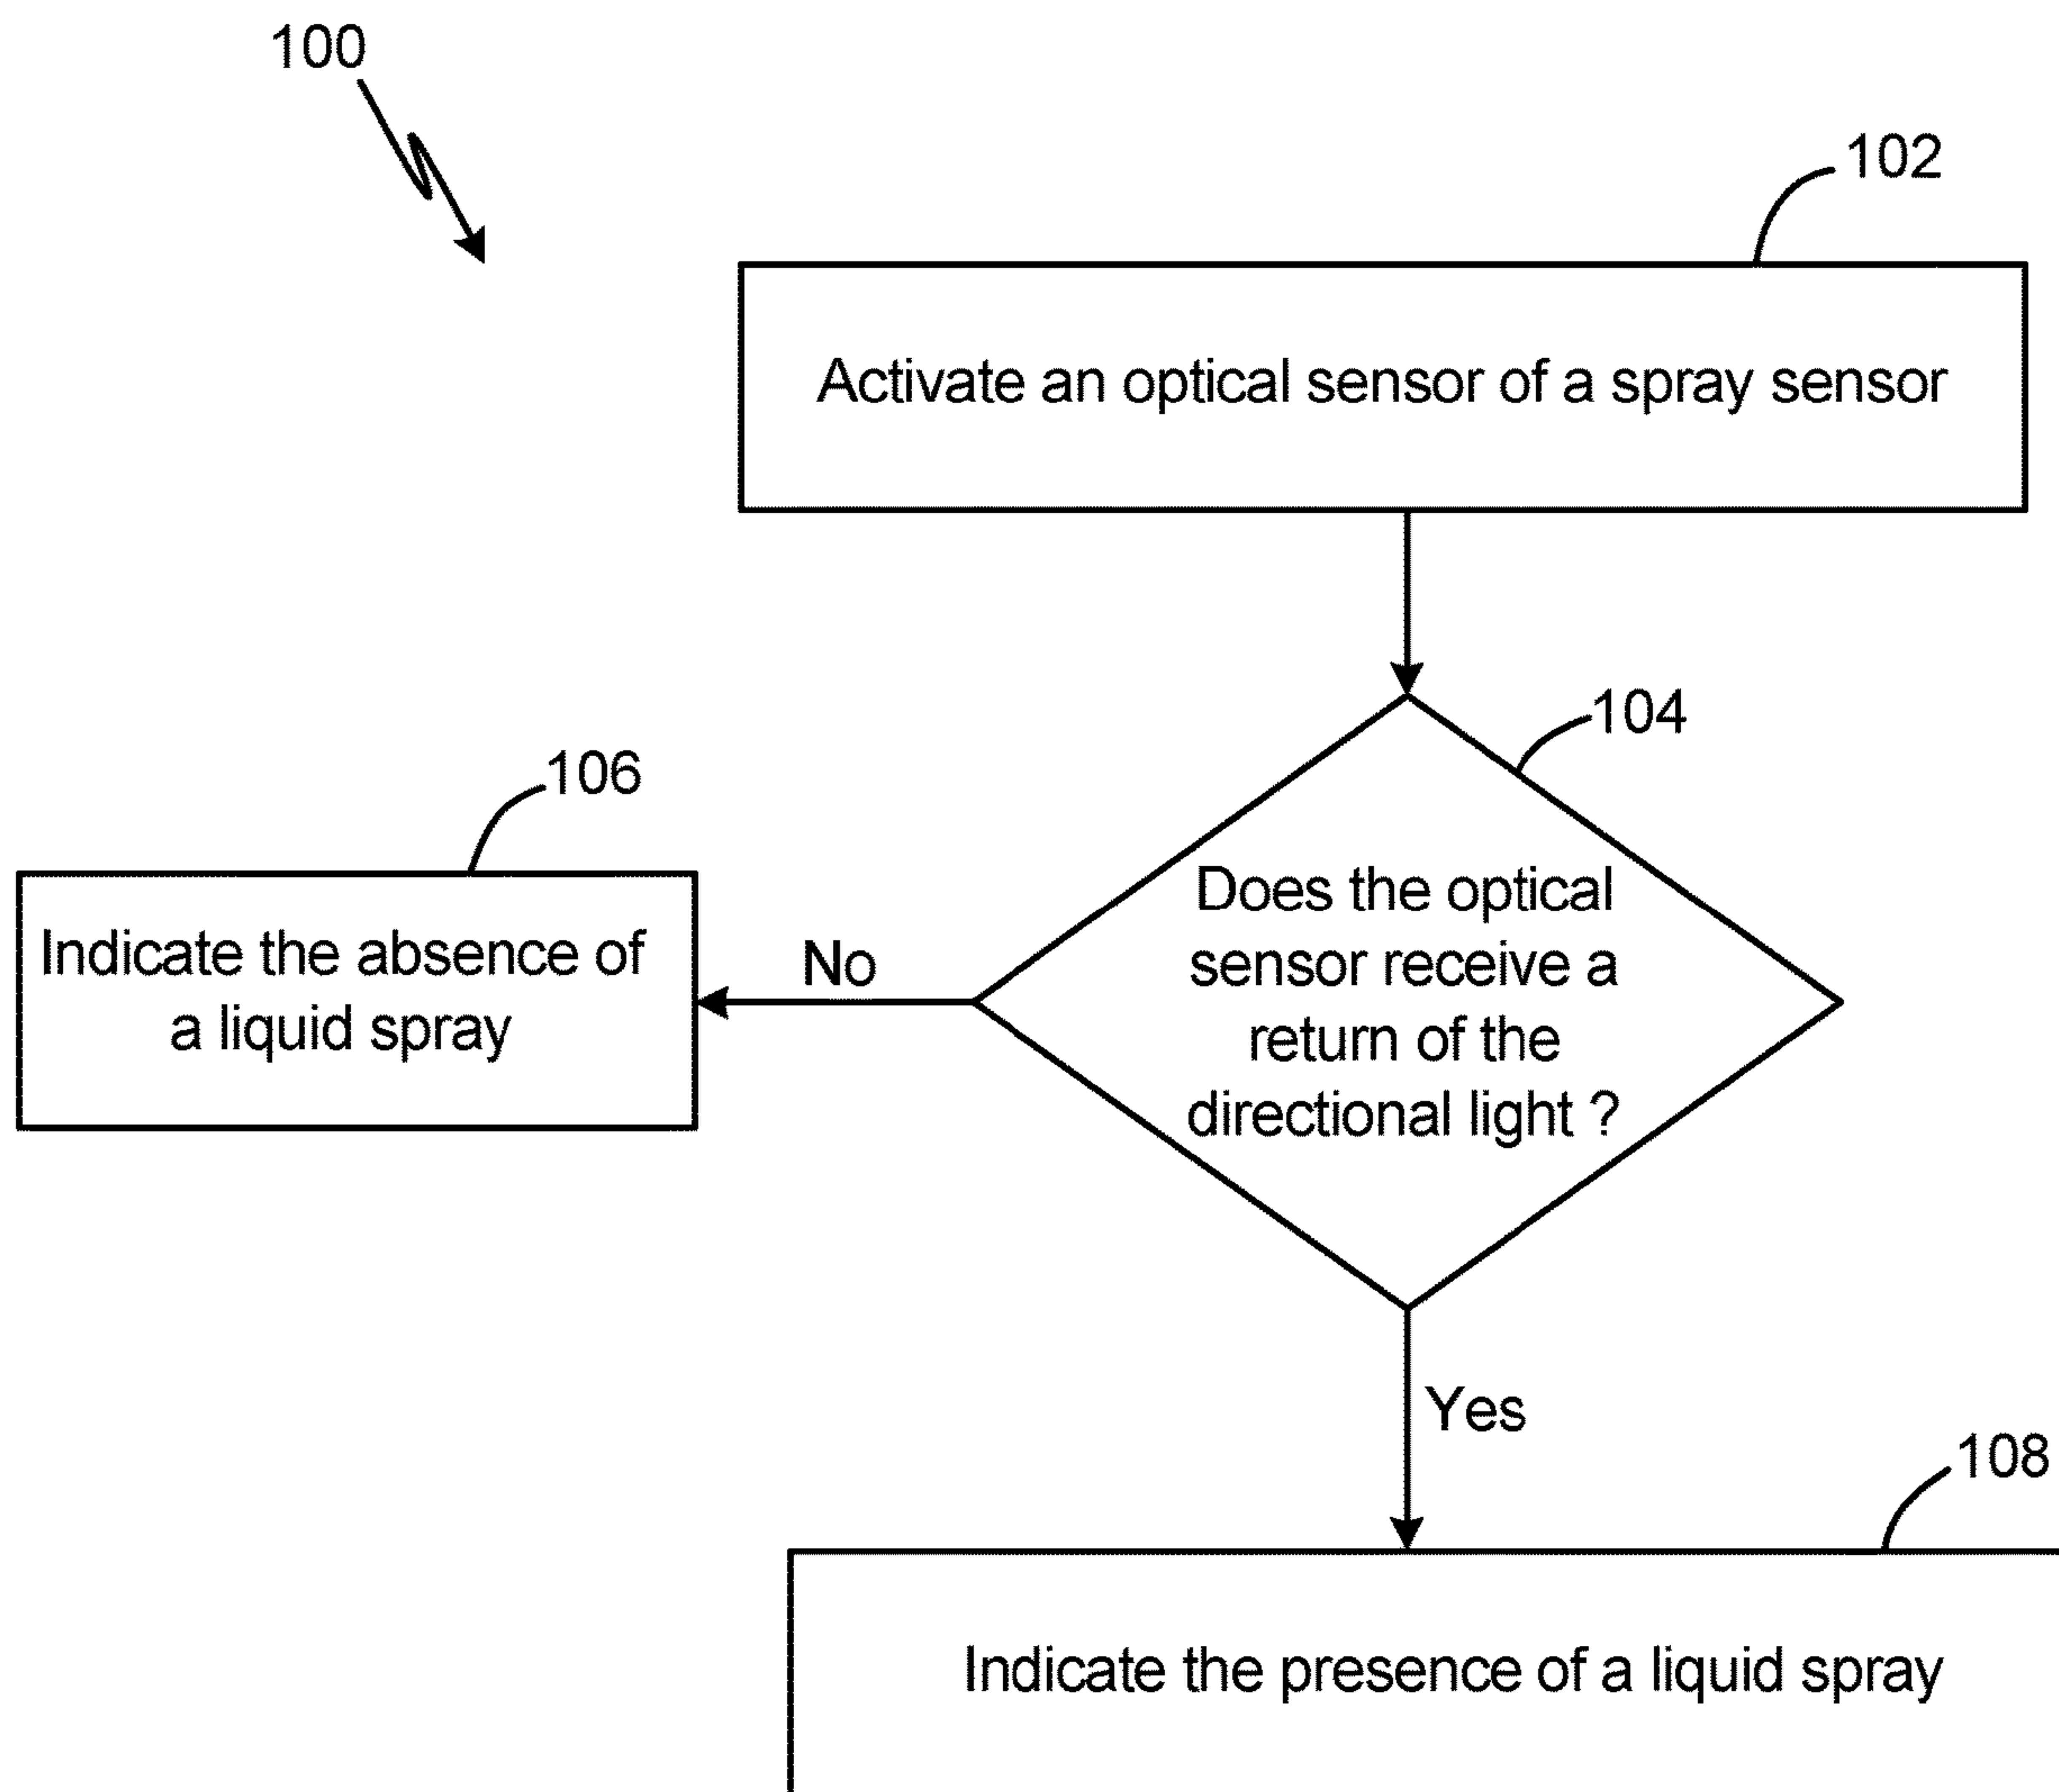 100
102
Activate an optical sensor of a spray sensor
104
Does the optical
sensor receive a
return of the
directional light ?
106
Indicate the absence of
a liquid spray
No
Yes
108
Indicate the presence of a liquid spray